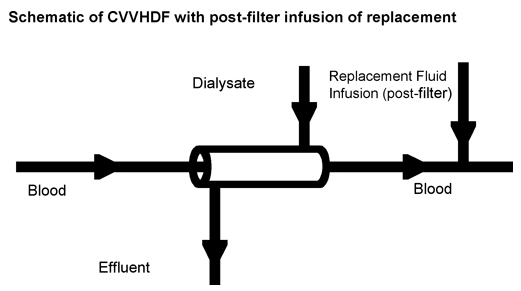 Schematic of CVVHDF with post-filter infusion of replacement
Dialysate
Replacement Fluid
Infusion (post-filter)
Blood
Blood
Effluent